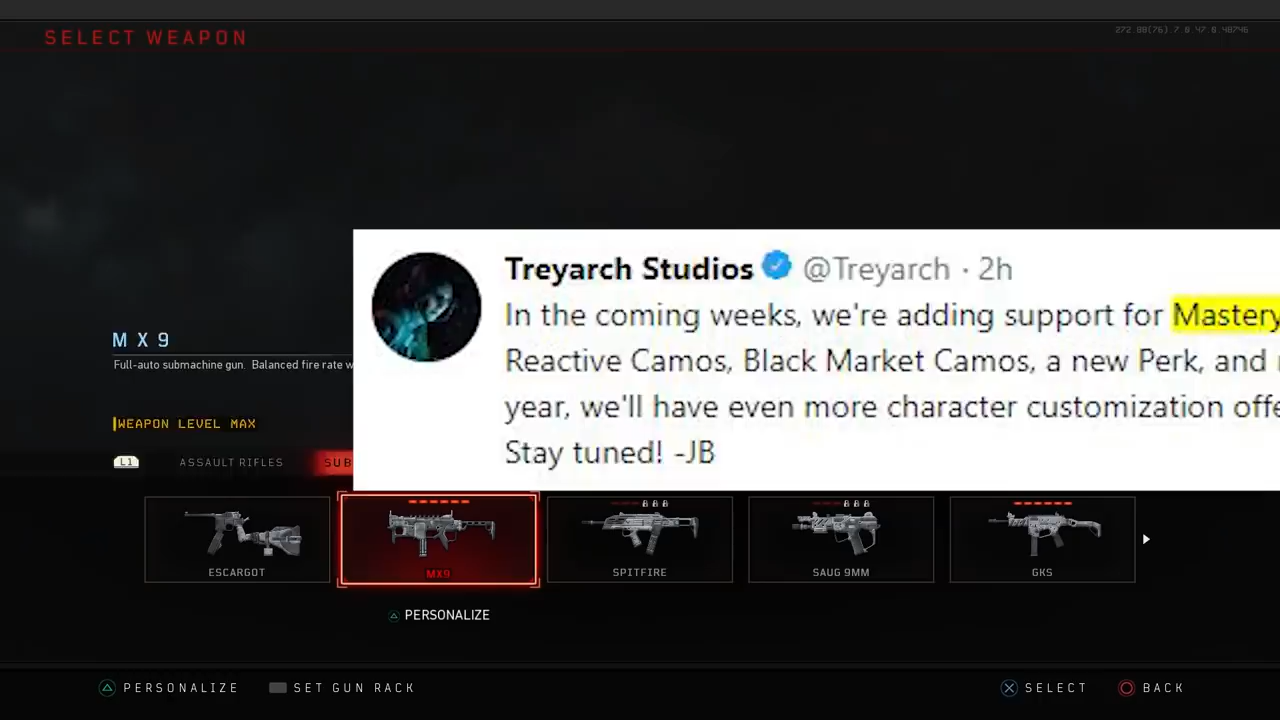 SELECT WEAPON
MX9
Full-auto submachine gun. Balanced fire rate w
WEAPON LEVEL MAX
L1 ASSAULT RIFLES SUB
Treyarch Studios @Treyarch · 2h
In the coming weeks, we're adding support for Mastery
Reactive Camos, Black Market Camos, a new Perk, and
year, we'll have even more character customization offe
Stay tuned! -JB
ESCARGOT MX9 SPITFIRE SAUG 9MM GKS
PERSONALIZE
PERSONALIZE SET GUN RACK SELECT BACK